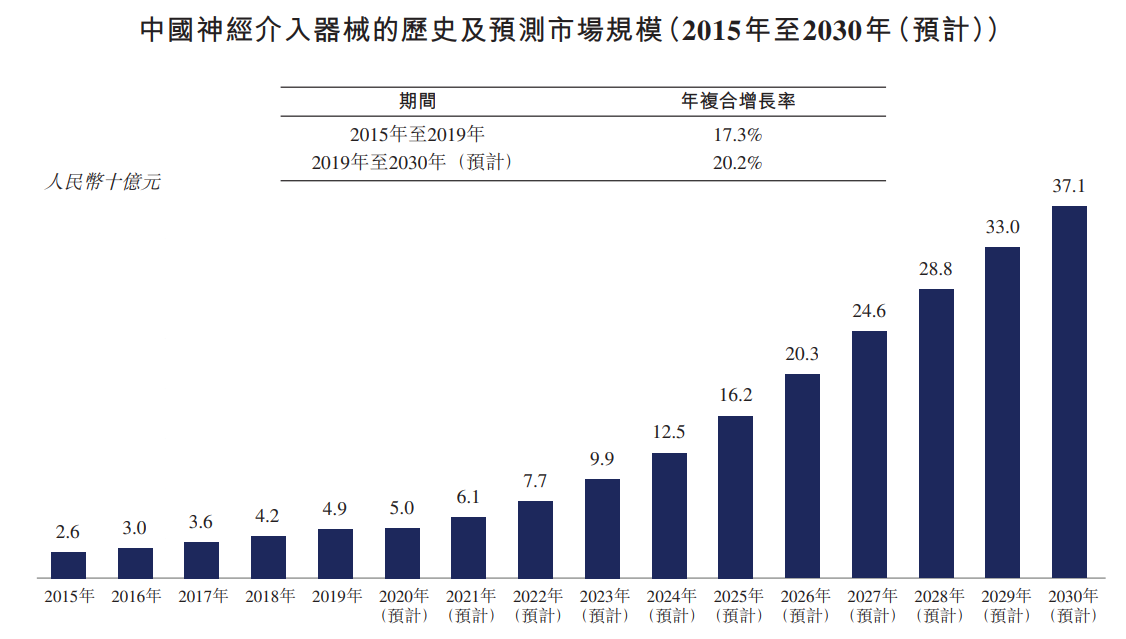 中國神經介入器械的歷史及預測市場規模(2015年至2030年(預計))
期間 年複合增長率
2015年至2019年 17.3%
2019年至2030年(預計) 20.2%
人民幣十億元
2.6 3.0 3.6 4.2 4.9 5.0 6.1 7.7 9.9 12.5 16.2 20.3 24.6 28.8 33.0 37.1
2015年 2016年 2017年 2018年 2019年 2020年 2021年 2022年 2023年 2024年 2025年 2026年 2027年 2028年 2029年 2030年
(預計) (預計) (預計) (預計) (預計) (預計) (預計) (預計) (預計) (預計) (預計)